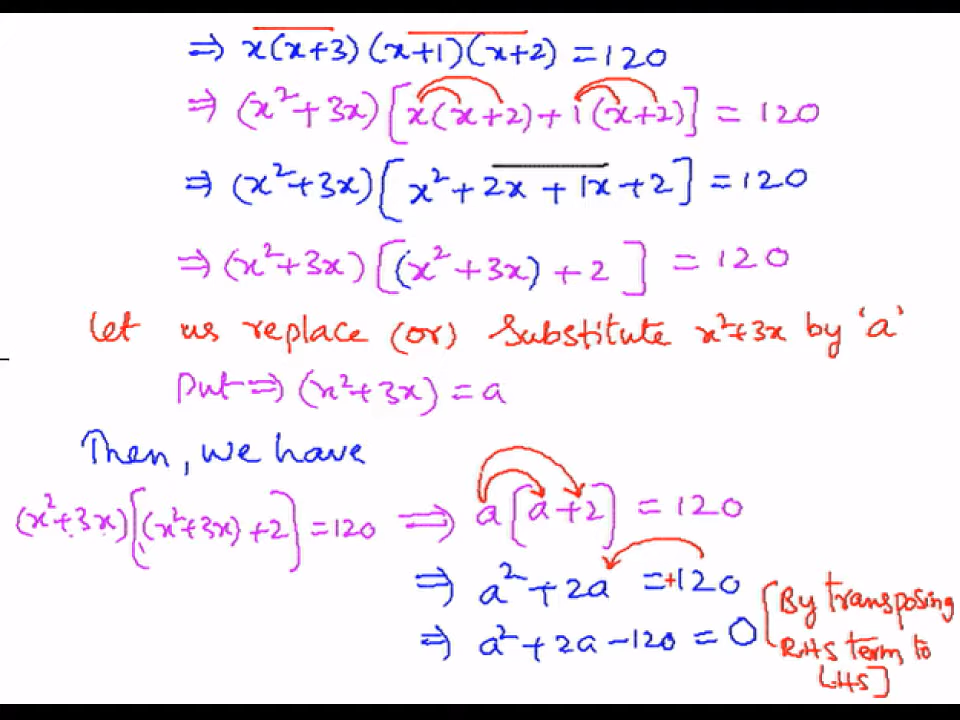 ⇒ x(x+3)(x+1)(x+2) = 120
⇒ (x²+3x)[x(x+2)+1(x+2)] = 120
⇒ (x²+3x)[x²+2x+1x+2] = 120
⇒ (x²+3x)[(x²+3x)+2] = 120
Let us replace (or) Substitute x²+3x by 'a'
Put ⇒ (x²+3x) = a
Then, we have
(x²+3x)[(x²+3x)+2] = 120 ⇒ a[a+2] = 120
⇒ a²+2a =+120
⇒ a²+2a-120 = 0
[By transposing
RHS term to
LHS]